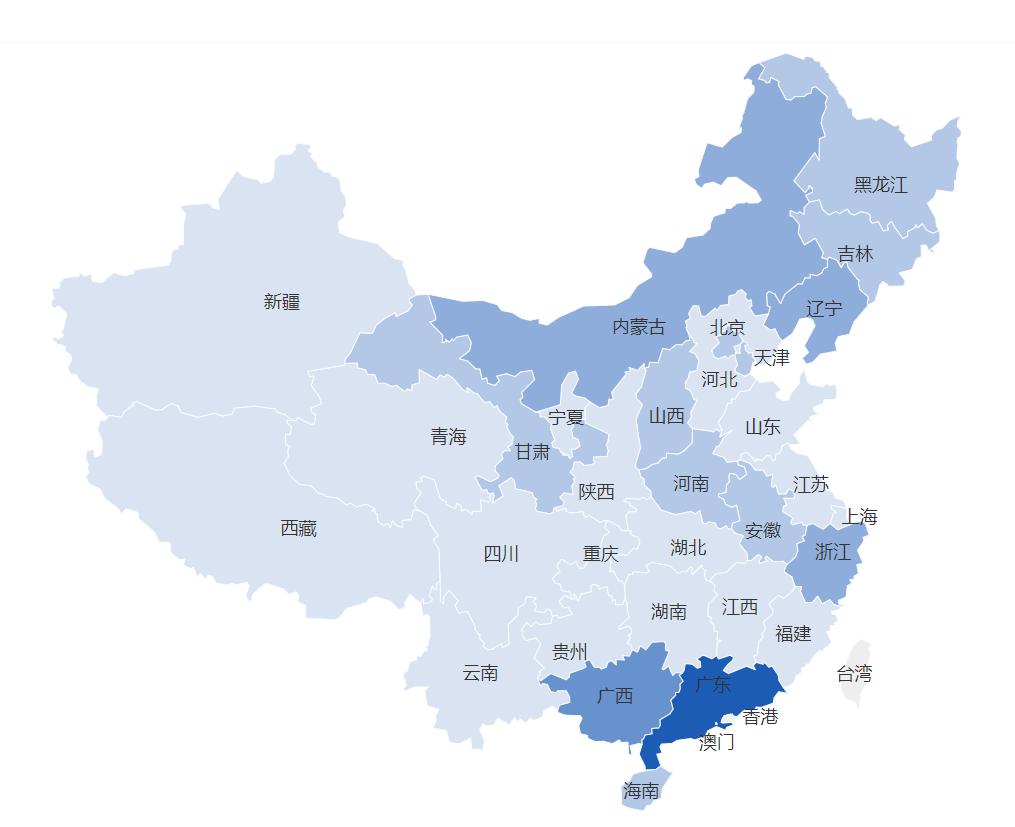 黑龙江
吉林
新疆
辽宁
内蒙古
北京
天津
河北
宁夏
山西
山东
青海
甘肃
陕西
河南
江苏
上海
西藏
安徽
四川
重庆
湖北
浙江
湖南
江西
福建
贵州
云南
台湾
广西
广东
香港
澳门
海南